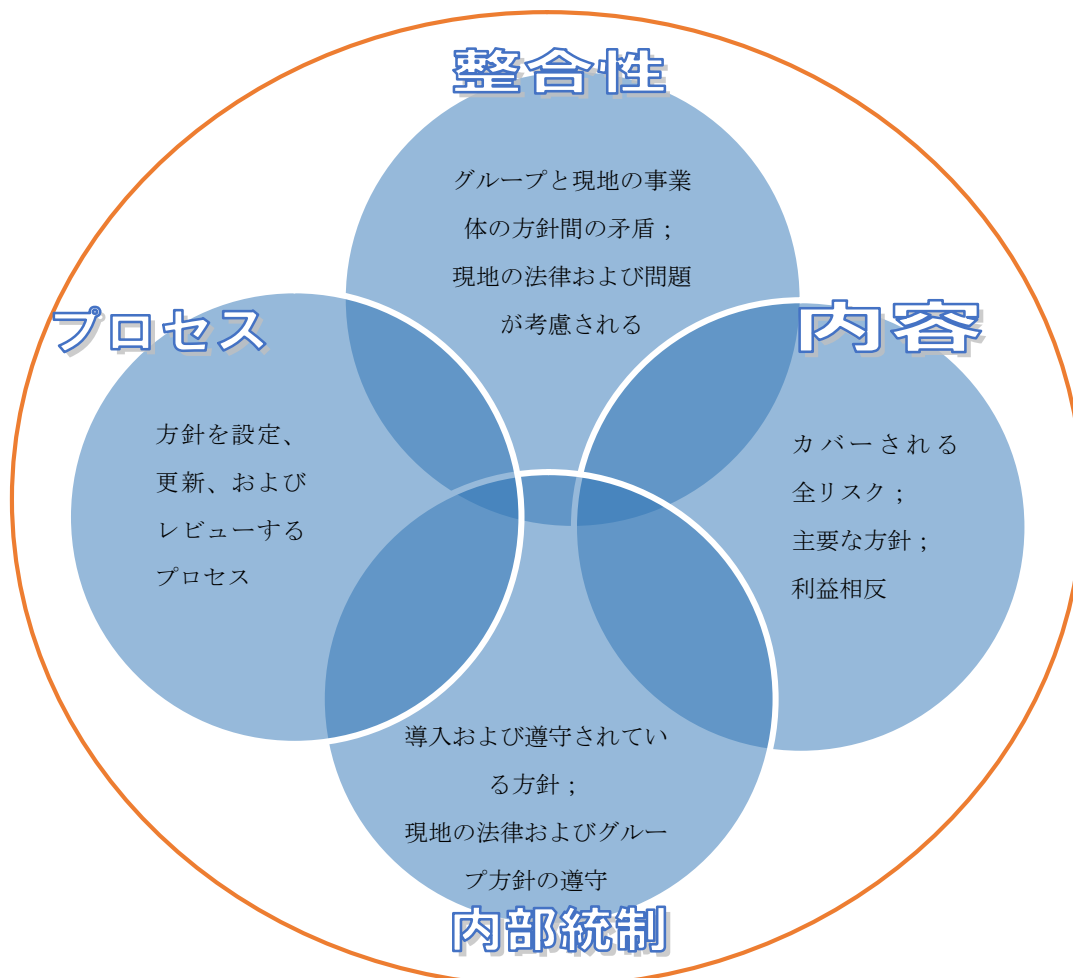 整合性
グループと現地の事業
体の方針間の矛盾；
現地の法律および問題
が考慮される
プロセス
方針を設定、
更新、および
レビューする
プロセス
内容
カバーされる
全リスク；
主要な方針；
利益相反
導入および遵守されてい
る方針；
現地の法律およびグルー
プ方針の遵守
内部統制